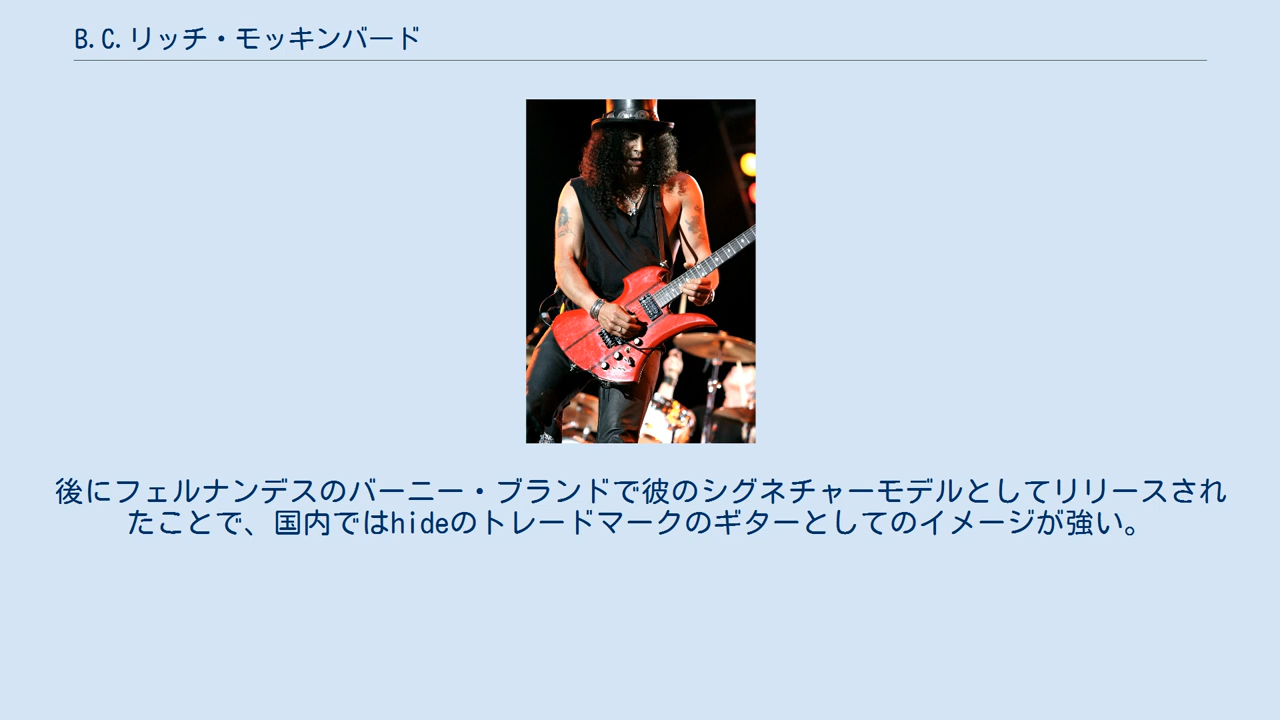 B.C.リッチ・モッキンバード
後にフェルナンデスのバーニー・ブランドで彼のシグネチャーモデルとしてリリースされ
たことで、国内ではhideのトレードマークのギターとしてのイメージが強い。